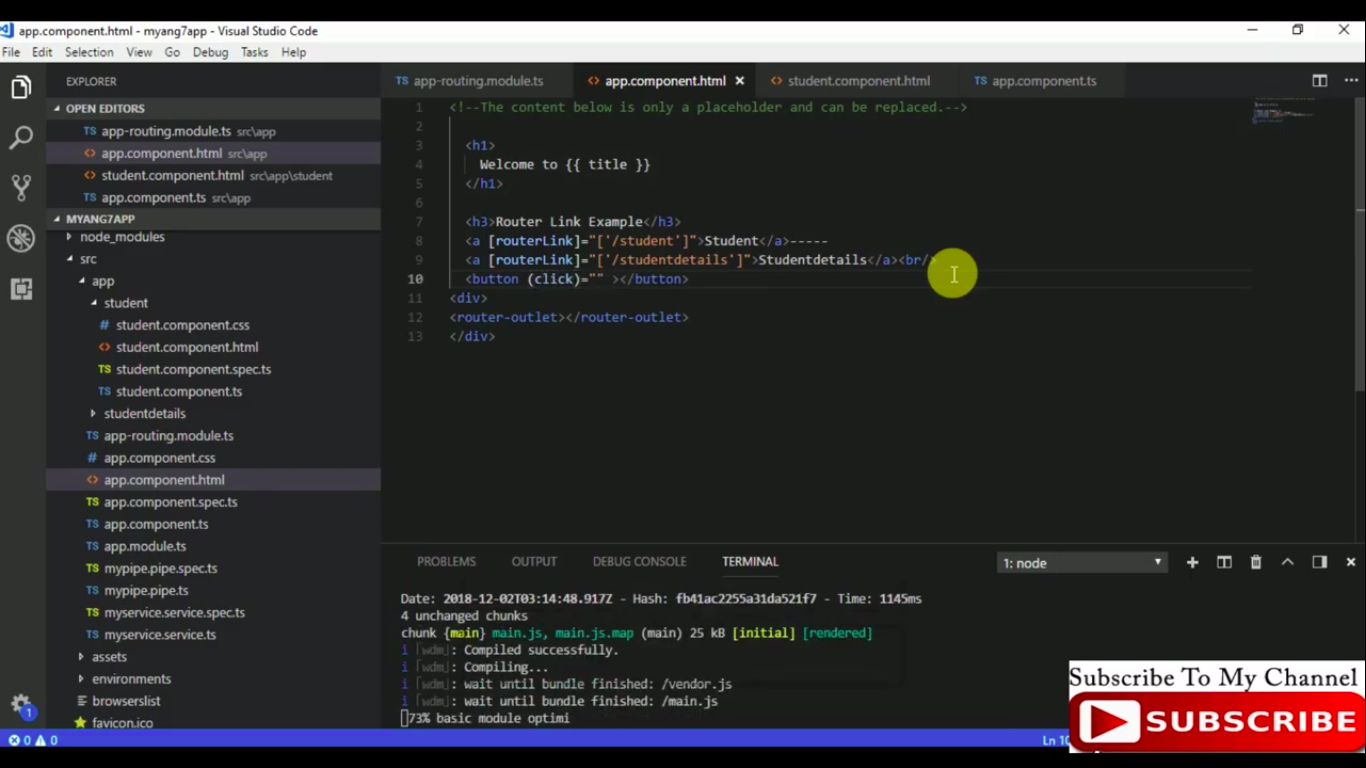 app.component.html - myang7app - Visual Studio Code
File Edit Selection View Go Debug Tasks Help
EXPLORER
OPEN EDITORS
TS app-routing.module.ts src\app
<> app.component.html src\app
<> student.component.html src\app\student
TS app.component.ts src\app
MYANG7APP
node_modules
src
app
student
# student.component.css
<> student.component.html
TS student.component.spec.ts
TS student.component.ts
studentdetails
TS app-routing.module.ts
# app.component.css
<> app.component.html
TS app.component.spec.ts
TS app.component.ts
TS app.module.ts
TS mypipe.pipe.spec.ts
TS mypipe.pipe.ts
TS myservice.service.spec.ts
TS myservice.service.ts
assets
environments
browserslist
favicon.ico
TS app-routing.module.ts <> app.component.html × <> student.component.html TS app.component.ts
1 <!--The content below is only a placeholder and can be replaced.-->
2
3 <h1>
4 Welcome to {{ title }}
5 </h1>
6
7 <h3>Router Link Example</h3>
8 <a [routerLink]="['/student']">Student</a>-----
9 <a [routerLink]="['/studentdetails']">Studentdetails</a><br/>
10 <button (click)="" ></button>
11 <div>
12 <router-outlet></router-outlet>
13 </div>
PROBLEMS OUTPUT DEBUG CONSOLE TERMINAL
1: node
Date: 2018-12-02T03:14:48.917Z - Hash: fb41ac2255a31da521f7 - Time: 1145ms
4 unchanged chunks
chunk {main} main.js, main.js.map (main) 25 kB [initial] [rendered]
i ｢wdm｣: Compiled successfully.
i ｢wdm｣: Compiling...
i ｢wdm｣: wait until bundle finished: /vendor.js
i ｢wdm｣: wait until bundle finished: /main.js
73% basic module optimi
1
0 0
Ln 10
Subscribe To My Channel
SUBSCRIBE